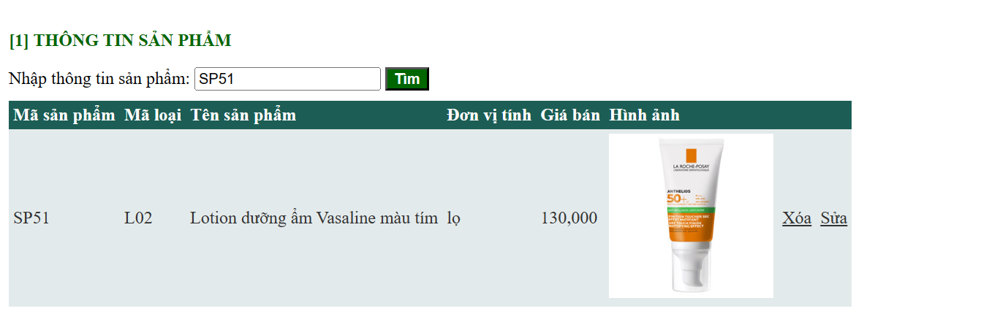 [1] THÔNG TIN SẢN PHẨM
Nhập thông tin sản phẩm: SP51 Tìm
Mã sản phẩm Mã loại Tên sản phẩm Đơn vị tính Giá bán Hình ảnh
SP51 L02 Lotion dưỡng ẩm Vasaline màu tím lọ 130,000 Xóa Sửa
LA ROCHE-POSAY
LABORATOIRE DERMATOLOGIQUE
ANTHELIOS
50+